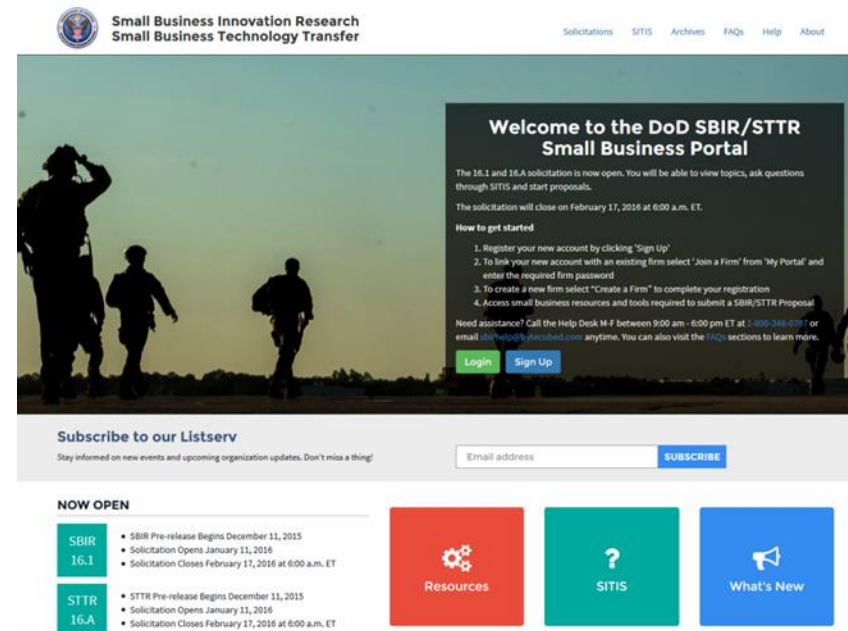 Small Business Innovation Research
Small Business Technology Transfer
Solicitations SITIS Archives FAQs Help About
Welcome to the DoD SBIR/STTR
Small Business Portal
The 16.1 and 16.A solicitation is now open. You will be able to view topics, ask questions
through SITIS and start proposals.
The solicitation will close on February 17, 2016 at 6:00 a.m. ET.
How to get started
1. Register your new account by clicking 'Sign Up'
2. To link your new account with an existing firm select 'Join a Firm' from 'My Portal' and
enter the required firm password
3. To create a new firm select "Create a Firm" to complete your registration
4. Access small business resources and tools required to submit a SBIR/STTR Proposal
Need assistance? Call the Help Desk M-F between 9:00 am - 6:00 pm ET at 1-800-348-0787 or
email sbirhelp@bytecubed.com anytime. You can also visit the FAQs sections to learn more.
Login Sign Up
Subscribe to our Listserv
Stay informed on new events and upcoming organization updates. Don't miss a thing!
Email address SUBSCRIBE
NOW OPEN
SBIR
16.1
• SBIR Pre-release Begins December 11, 2015
• Solicitation Opens January 11, 2016
• Solicitation Closes February 17, 2016 at 6:00 a.m. ET
STTR
16.A
• STTR Pre-release Begins December 11, 2015
• Solicitation Opens January 11, 2016
• Solicitation Closes February 17, 2016 at 6:00 a.m. ET
Resources
?
SITIS
What's New